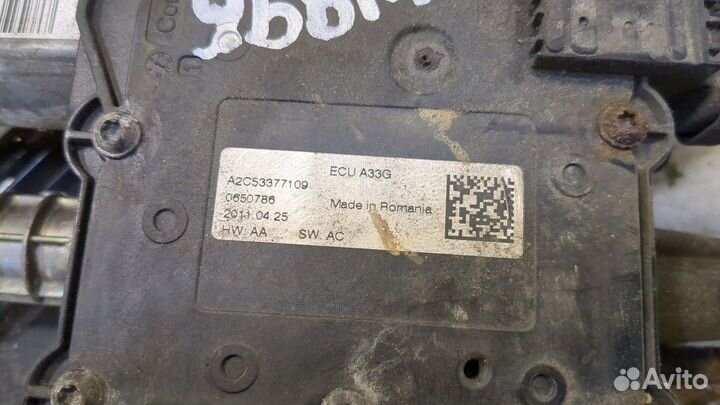 A2C53377109
ECU A33G
0650786
2011.04.25
Made in Romania
HW: AA
SW: AC
Avito